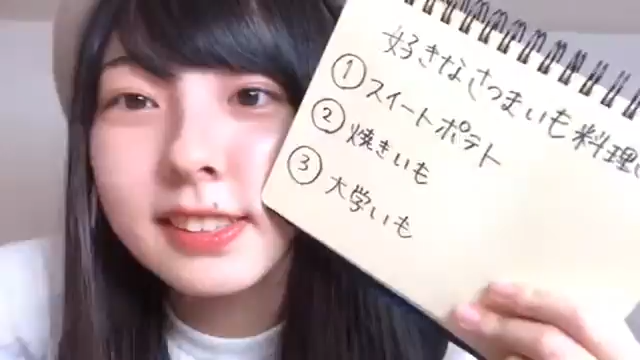 好きなさつまいも料理
① スイートポテト
② 焼きいも
③ 大学いも